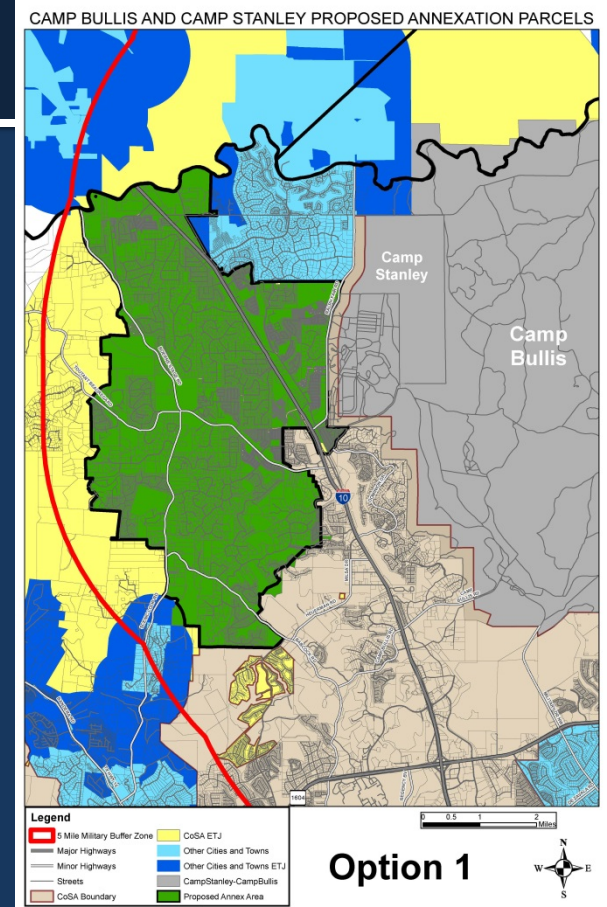 CAMP BULLIS AND CAMP STANLEY PROPOSED ANNEXATION PARCELS
Camp
Stanley
Camp
Bullis
10
1604
Legend
5 Mile Military Buffer Zone
Major Highways
Minor Highways
Streets
CoSA Boundary
CoSA ETJ
Other Cities and Towns
Other Cities and Towns ETJ
CampStanley-CampBullis
Proposed Annex Area
Option 1
0 0.5 1 2
Miles
N
W E
S